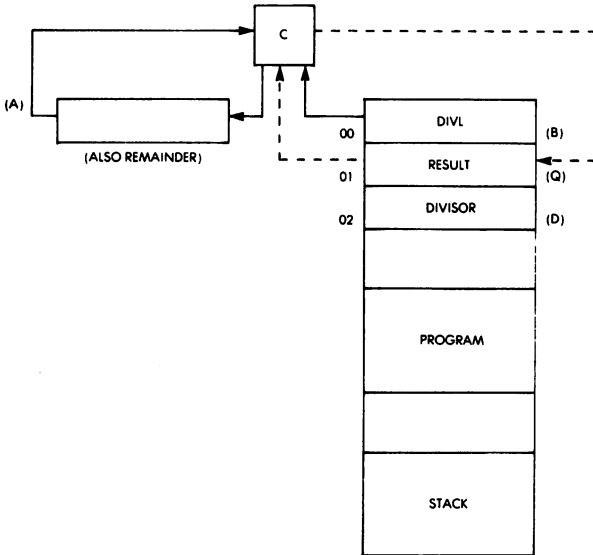 C
(A)
(ALSO REMAINDER)
00 DIVL (B)
01 RESULT (Q)
02 DIVISOR (D)
PROGRAM
STACK